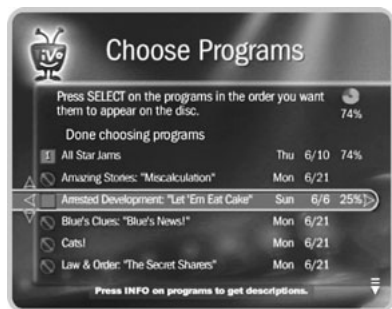 TiVo
Choose Programs
Press SELECT on the programs in the order you want
them to appear on the disc.
74%
Done choosing programs
1 All Star Jams Thu 6/10 74%
Amazing Stories: "Miscalculation" Mon 6/21
Arrested Development: "Let 'Em Eat Cake" Sun 6/6 25%
Blue's Clues: "Blue's News!" Mon 6/21
Cats! Mon 6/21
Law & Order: "The Secret Sharers" Mon 6/21
Press INFO on programs to get descriptions.